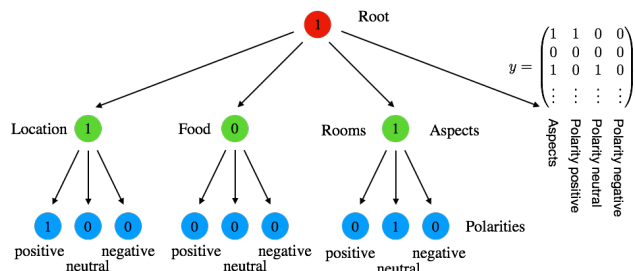 1 Root
y =
1 1 0 0
0 0 0 0
1 0 1 0
⋯ ⋯ ⋯ ⋯
Aspects
Polarity positive
Polarity neutral
Polarity negative
Location 1 Food 0 Rooms 1 Aspects
1 0 0 0 0 0 0 1 0 Polarities
positive negative positive negative positive negative
neutral neutral neutral